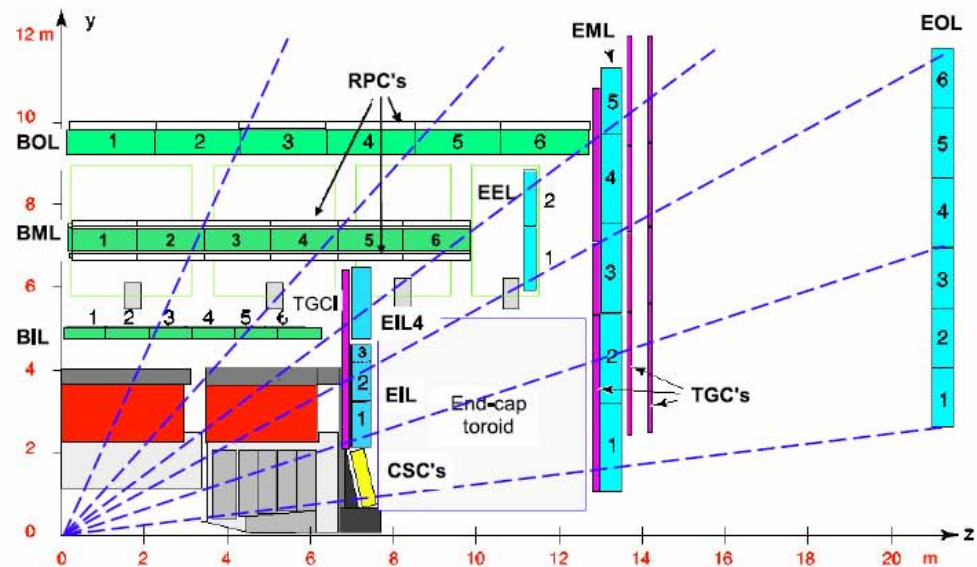 y
12 m
EML
EOL
RPC's
10
BOL
1 2 3 4 5 6
5
6
5
4
8
EEL
2
4
BML
1 2 3 4 5 6
1
3
3
6
TGCI
EIL4
BIL
1 2 3 4 5 6
2
4
3
2
1
EIL
End-cap
toroid
2
TGC's
1
2
CSC's
1
0
z
0 2 4 6 8 10 12 14 16 18 20 m